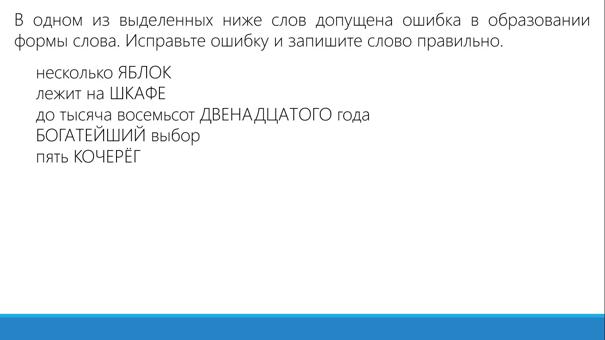 В одном из выделенных ниже слов допущена ошибка в образовании
формы слова. Исправьте ошибку и запишите слово правильно.
несколько ЯБЛОК
лежит на ШКАФЕ
до тысяча восемьсот ДВЕНАДЦАТОГО года
БОГАТЕЙШИЙ выбор
пять КОЧЕРЁГ